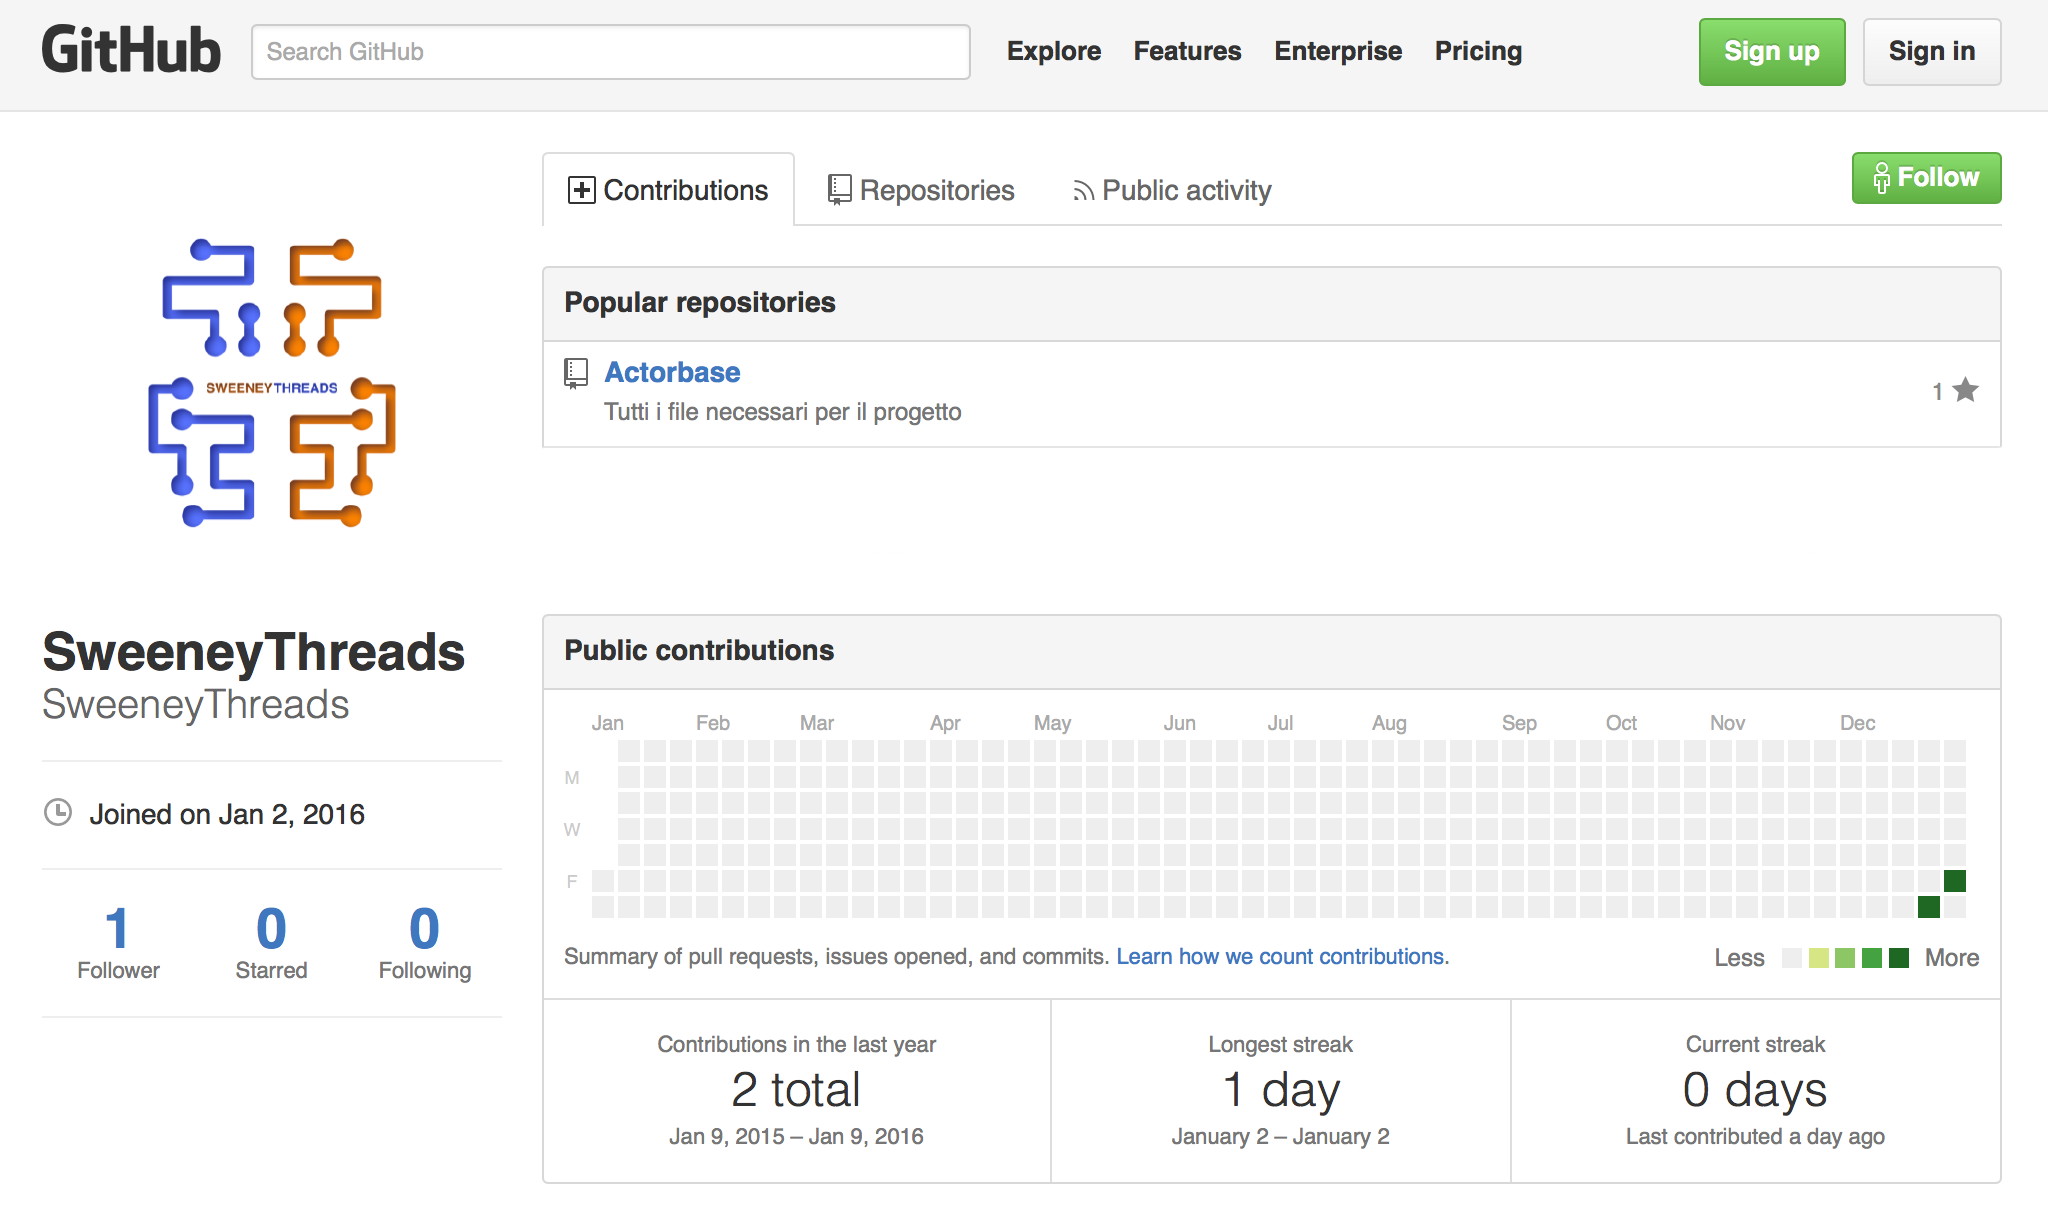 GitHub
Search GitHub
Explore
Features
Enterprise
Pricing
Sign up
Sign in
Contributions
Repositories
Public activity
Follow
SWEENEYTHREADS
Popular repositories
Actorbase
Tutti i file necessari per il progetto
1
SweeneyThreads
SweeneyThreads
Joined on Jan 2, 2016
1
Follower
0
Starred
0
Following
Public contributions
Jan Feb Mar Apr May Jun Jul Aug Sep Oct Nov Dec
M
W
F
Summary of pull requests, issues opened, and commits. Learn how we count contributions.
Less
More
Contributions in the last year
2 total
Jan 9, 2015 – Jan 9, 2016
Longest streak
1 day
January 2 – January 2
Current streak
0 days
Last contributed a day ago